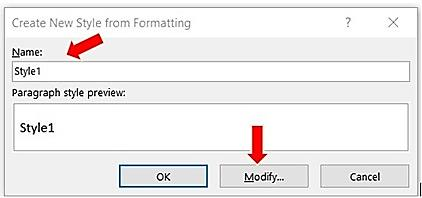 Create New Style from Formatting ? ×
Name:
Style1
Paragraph style preview:
Style1
OK Modify... Cancel